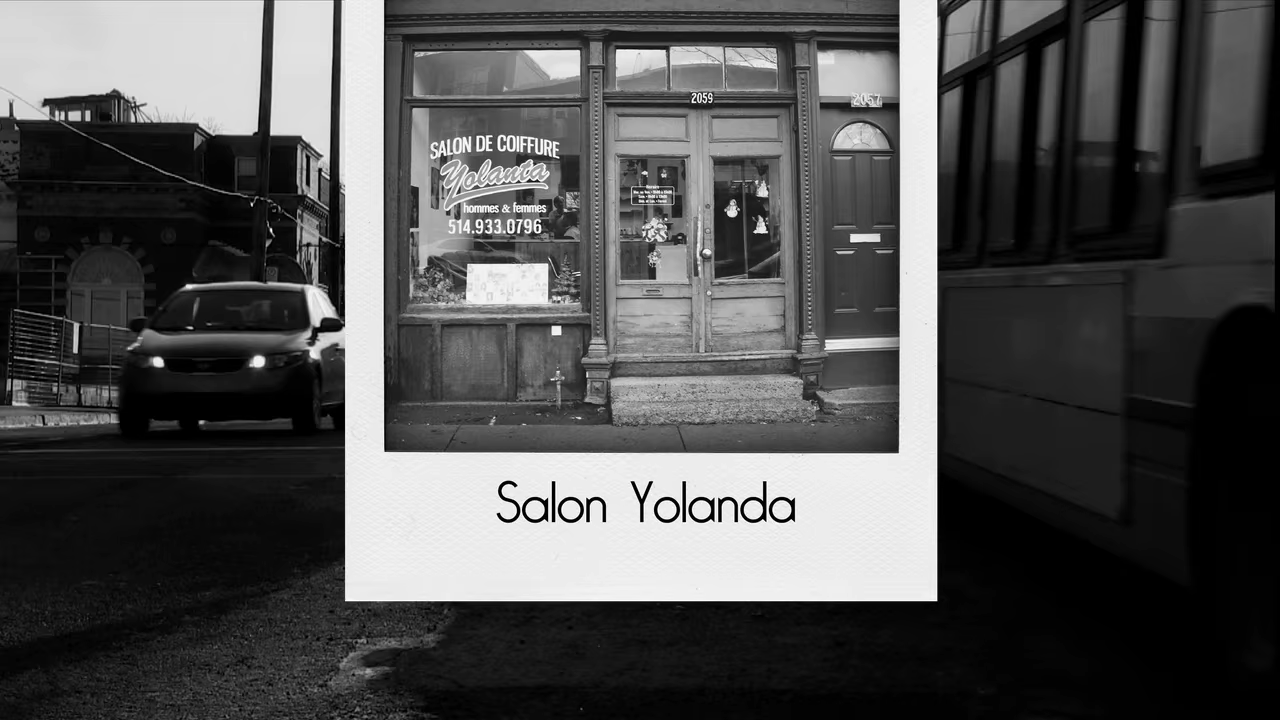 2059
2057
SALON DE COIFFURE
Yolanta
hommes & femmes
514.933.0796
Salon Yolanda